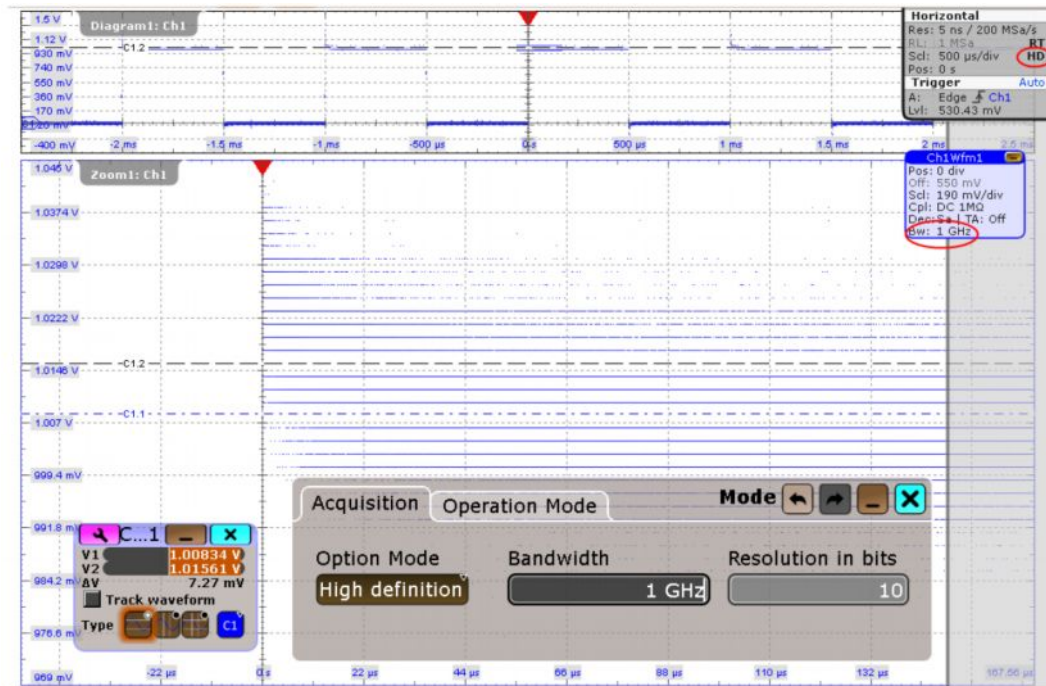 1.5 V
Diagram1: Ch1
1.12 V
C1.2
930 mV
740 mV
550 mV
360 mV
170 mV
-400 mV
-2 ms
-1.5 ms
-1 ms
-500 µs
0 s
500 µs
1 ms
1.5 ms
2 ms
2.5 ms
Horizontal
Res: 5 ns / 200 MSa/s
RL: 1 MSa RT
Scl: 500 µs/div HD
Pos: 0 s
Trigger Auto
A: Edge Ch1
Lvl: 530.43 mV
Ch1Wfm1
Pos: 0 div
Off: 550 mV
Scl: 190 mV/div
Cpl: DC 1MΩ
Dec: Sa | TA: Off
Bw: 1 GHz
1.045 V
Zoom1: Ch1
1.0374 V
1.0298 V
1.0222 V
C1.2
1.0146 V
C1.1
1.007 V
999.4 mV
991.8 mV
984.2 mV
976.6 mV
969 mV
C...1
V1 1.00834 V
V2 1.01561 V
ΔV 7.27 mV
Track waveform
Type C1
Acquisition
Operation Mode
Mode
Option Mode
Bandwidth
Resolution in bits
High definition
1 GHz
10
-22 µs
0 s
22 µs
44 µs
66 µs
88 µs
110 µs
132 µs
167.66 µs